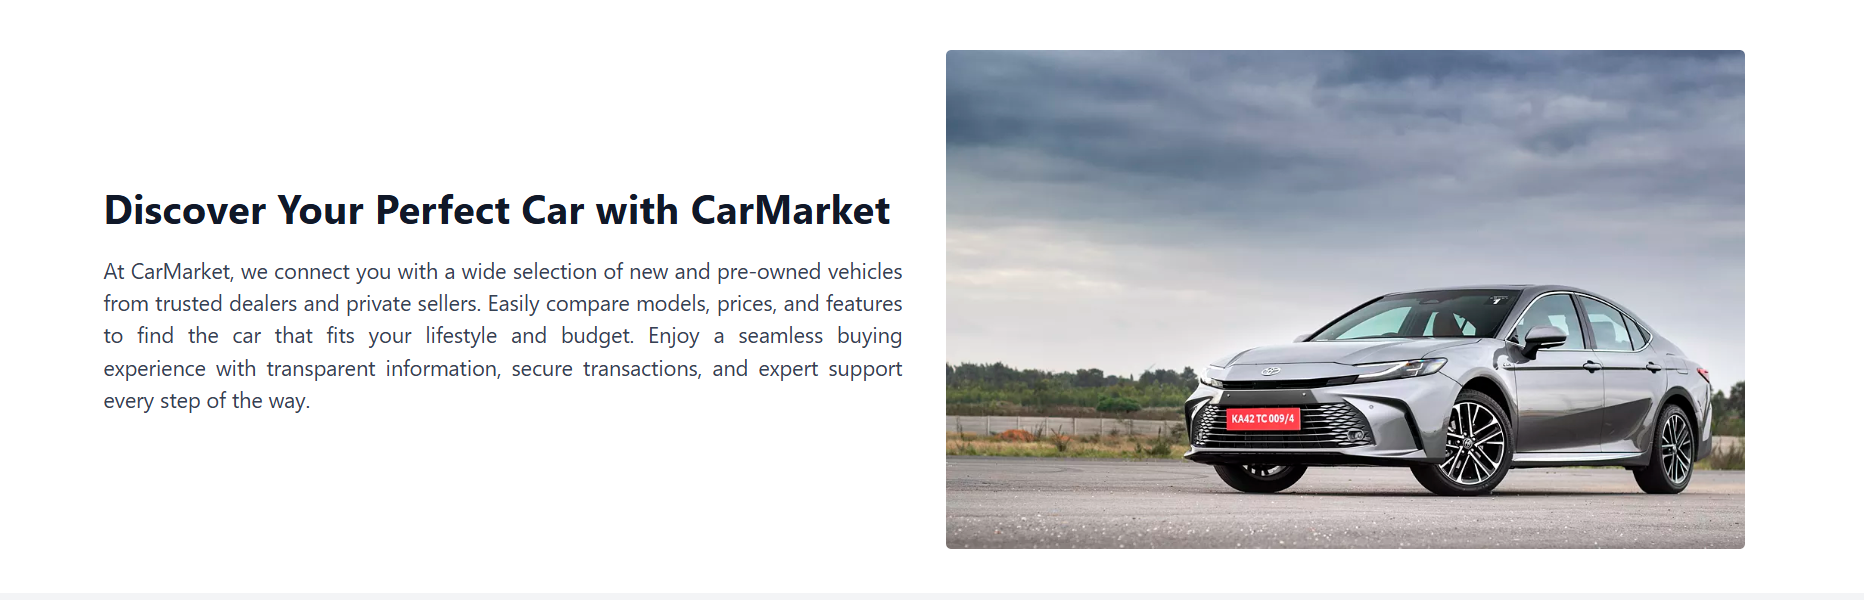 Discover Your Perfect Car with CarMarket
At CarMarket, we connect you with a wide selection of new and pre-owned vehicles
from trusted dealers and private sellers. Easily compare models, prices, and features
to find the car that fits your lifestyle and budget. Enjoy a seamless buying
experience with transparent information, secure transactions, and expert support
every step of the way.
KA42 TC 009/4